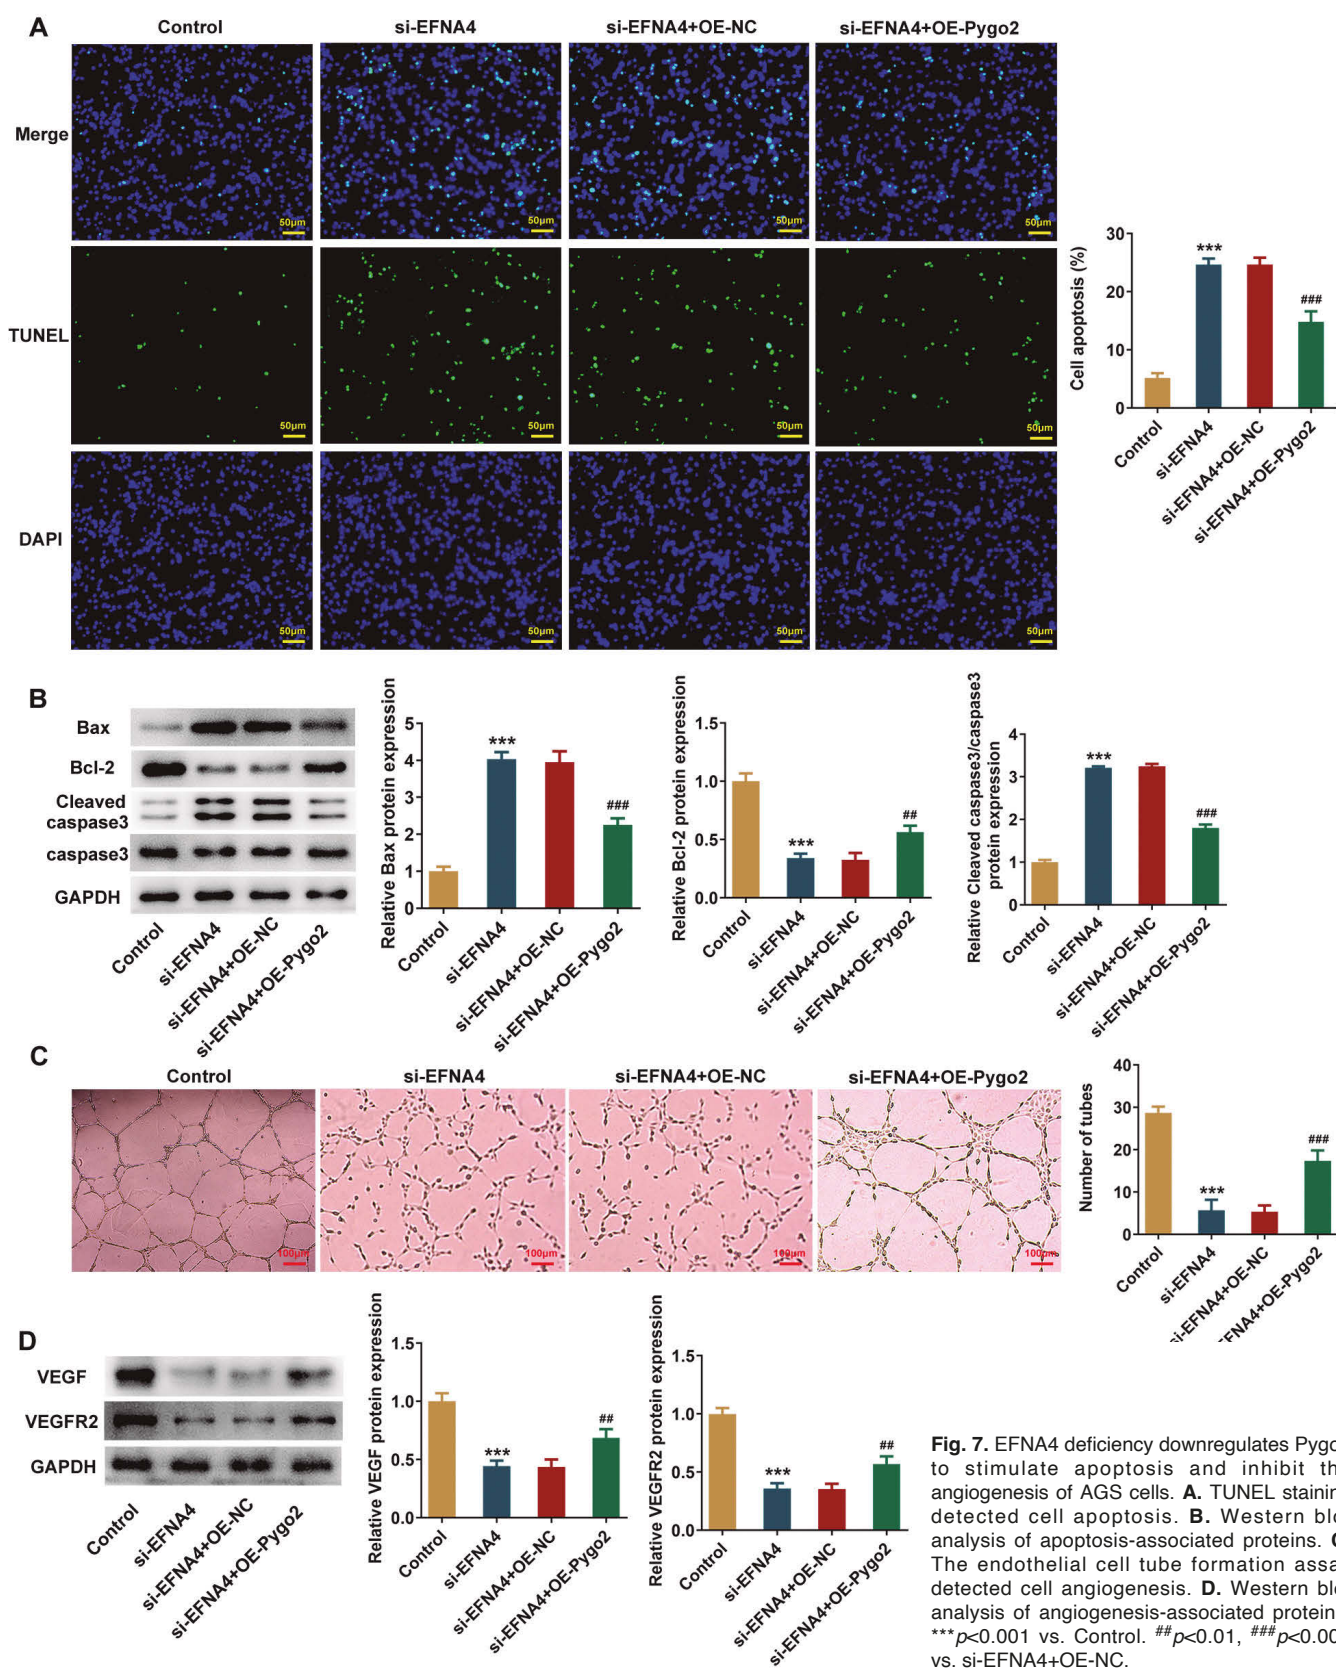 A
Control
si-EFNA4
si-EFNA4+OE-NC
si-EFNA4+OE-Pygo2
Merge
50µm
50µm
50µm
50µm
TUNEL
50µm
50µm
50µm
50µm
DAPI
50µm
50µm
50µm
50µm
Cell apoptosis (%)
30
20
10
0
***
###
Control
si-EFNA4
si-EFNA4+OE-NC
si-EFNA4+OE-Pygo2
B
Bax
Bcl-2
Cleaved
caspase3
caspase3
GAPDH
Control
si-EFNA4
si-EFNA4+OE-NC
si-EFNA4+OE-Pygo2
Relative Bax protein expression
5
4
3
2
1
0
***
###
Control
si-EFNA4
si-EFNA4+OE-NC
si-EFNA4+OE-Pygo2
Relative Bcl-2 protein expression
1.5
1.0
0.5
0.0
***
##
Control
si-EFNA4
si-EFNA4+OE-NC
si-EFNA4+OE-Pygo2
Relative Cleaved caspase3/caspase3
protein expression
4
3
2
1
0
***
###
Control
si-EFNA4
si-EFNA4+OE-NC
si-EFNA4+OE-Pygo2
C
Control
si-EFNA4
si-EFNA4+OE-NC
si-EFNA4+OE-Pygo2
100µm
100µm
100µm
100µm
Number of tubes
40
30
20
10
0
***
###
Control
si-EFNA4
si-EFNA4+OE-NC
EFNA4+OE-Pygo2
D
VEGF
VEGFR2
GAPDH
Control
si-EFNA4
si-EFNA4+OE-NC
si-EFNA4+OE-Pygo2
Relative VEGF protein expression
1.5
1.0
0.5
0.0
***
##
Control
si-EFNA4
si-EFNA4+OE-NC
si-EFNA4+OE-Pygo2
Relative VEGFR2 protein expression
1.5
1.0
0.5
0.0
***
##
Control
si-EFNA4
si-EFNA4+OE-NC
si-EFNA4+OE-Pygo2
Fig. 7. EFNA4 deficiency downregulates Pygo
to stimulate apoptosis and inhibit th
angiogenesis of AGS cells. A. TUNEL stainin
detected cell apoptosis. B. Western blo
analysis of apoptosis-associated proteins.
The endothelial cell tube formation assa
detected cell angiogenesis. D. Western blo
analysis of angiogenesis-associated protein
***p<0.001 vs. Control. ##p<0.01, ###p<0.00
vs. si-EFNA4+OE-NC.